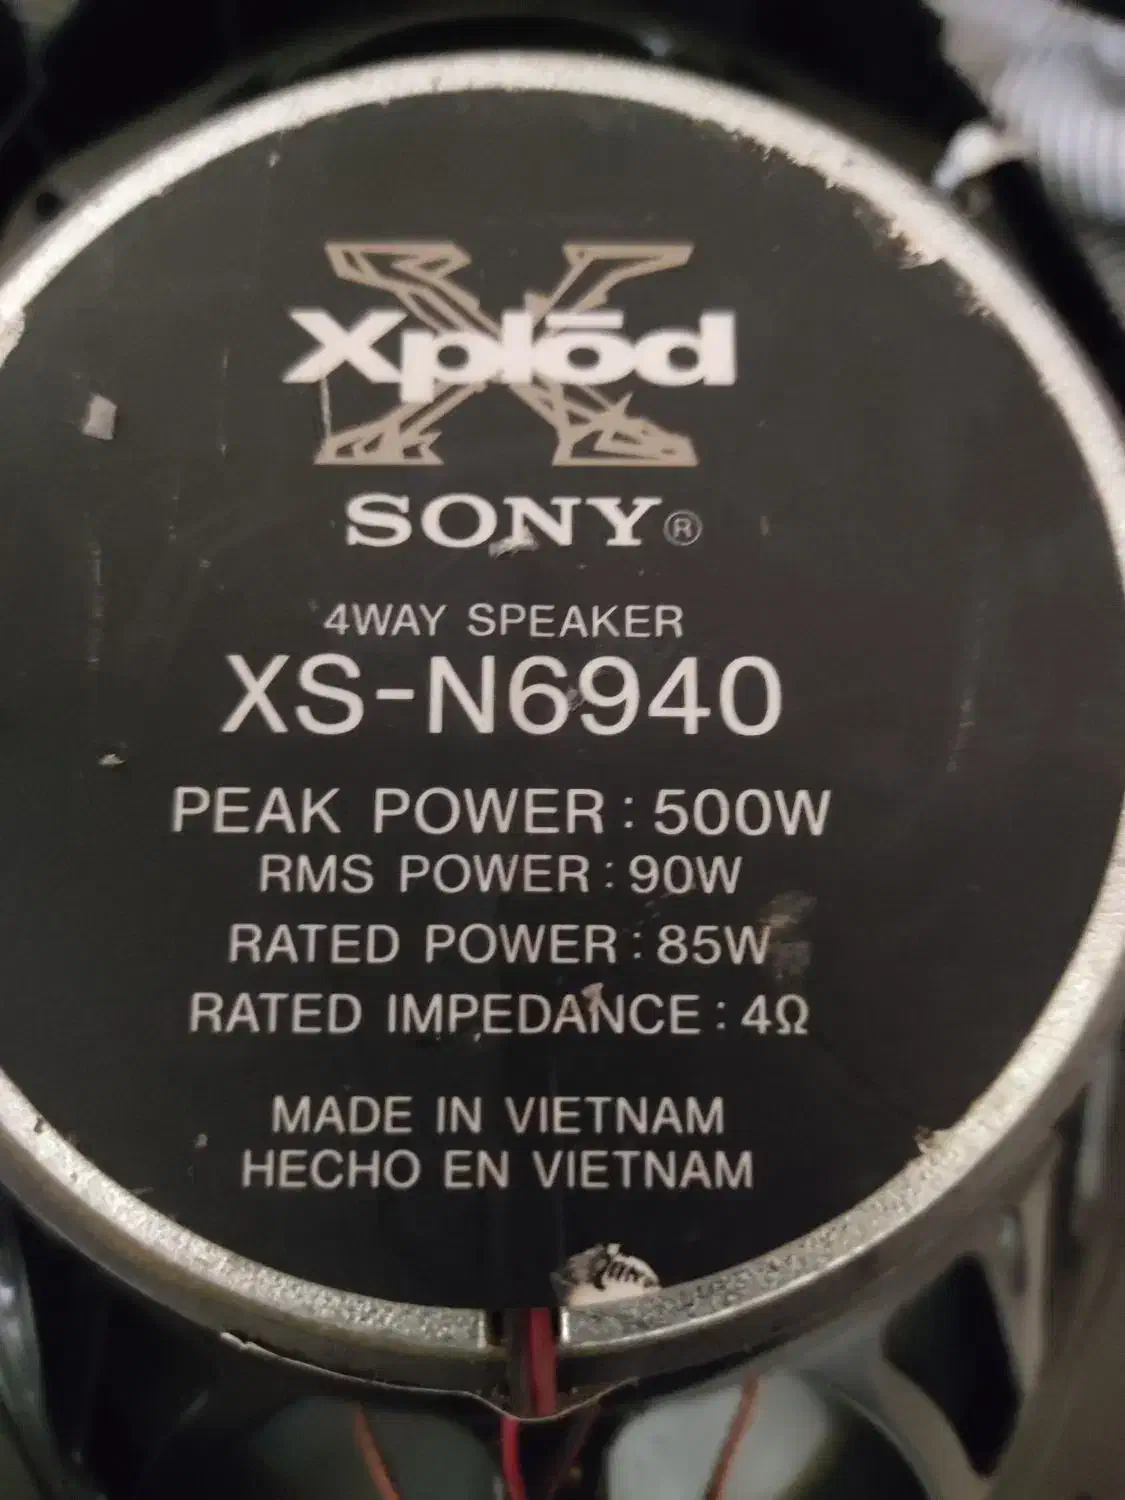 Xplōd
SONY®
4WAY SPEAKER
XS-N6940
PEAK POWER : 500W
RMS POWER : 90W
RATED POWER : 85W
RATED IMPEDANCE : 4Ω
MADE IN VIETNAM
HECHO EN VIETNAM